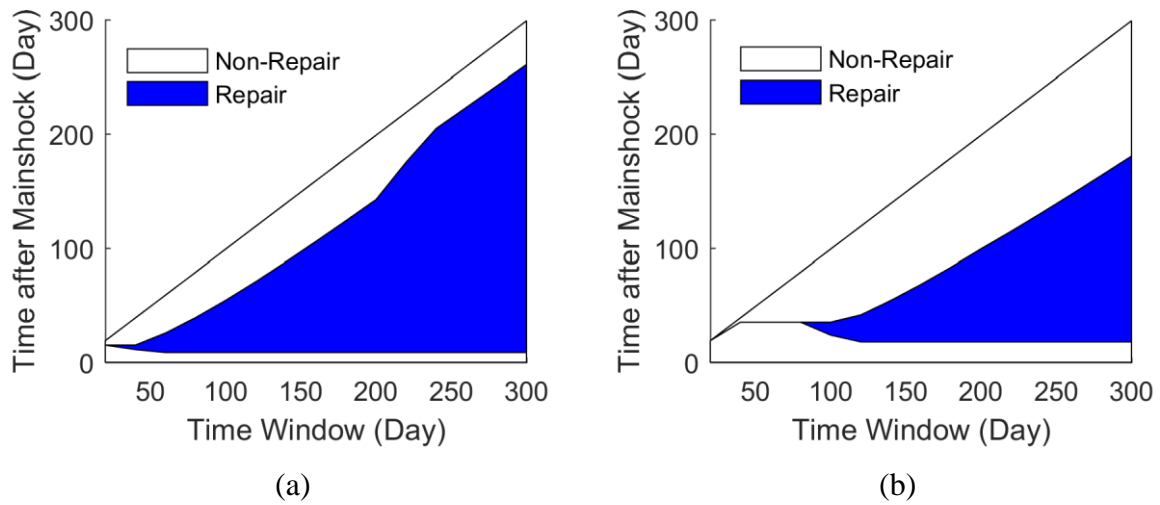 Time after Mainshock (Day)
300
200
100
0
Non-Repair
Repair
50 100 150 200 250 300
Time Window (Day)
(a)
Time after Mainshock (Day)
300
200
100
0
Non-Repair
Repair
50 100 150 200 250 300
Time Window (Day)
(b)